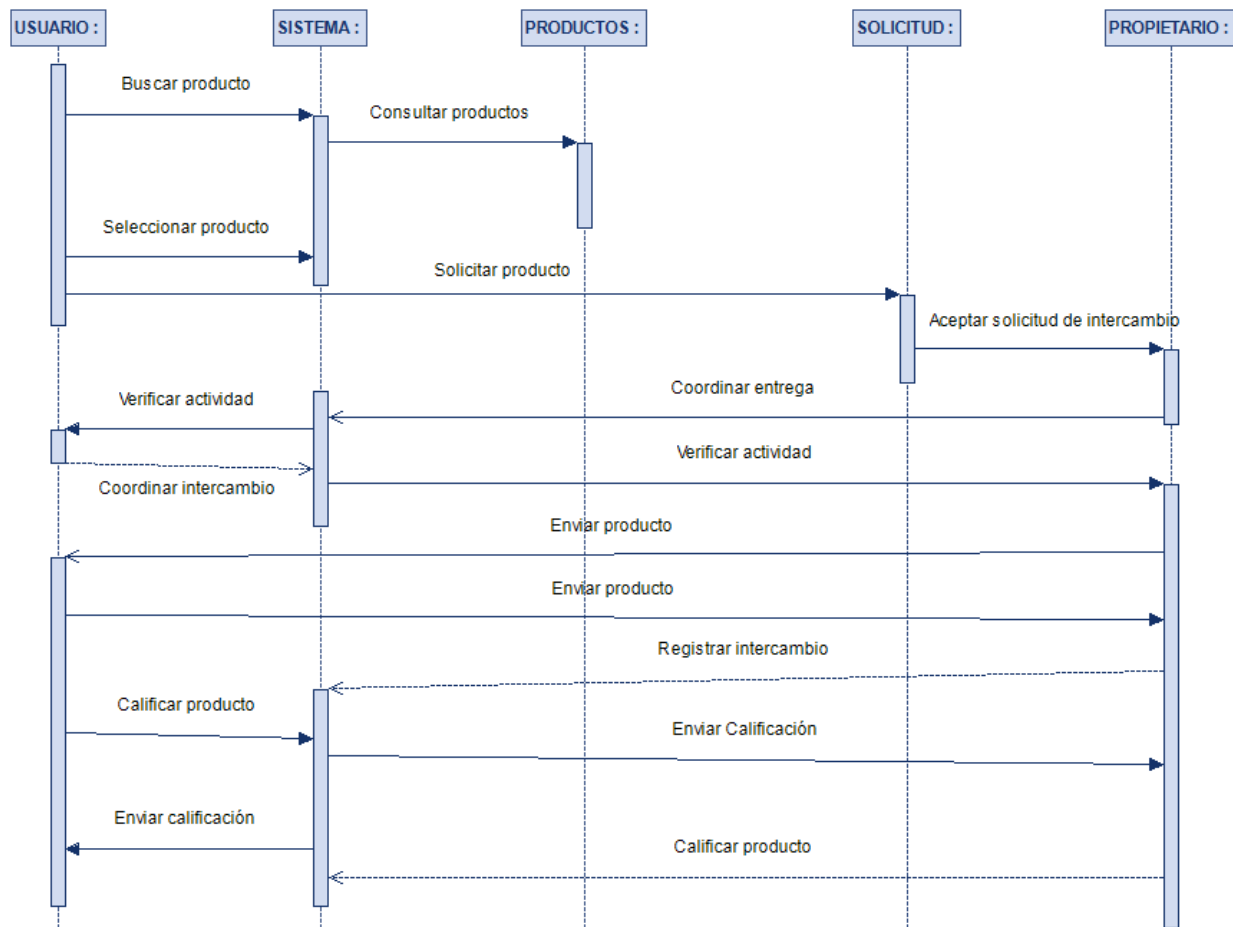 USUARIO :
SISTEMA :
PRODUCTOS :
SOLICITUD :
PROPIETARIO :
Buscar producto
Consultar productos
Seleccionar producto
Solicitar producto
Aceptar solicitud de intercambio
Coordinar entrega
Verificar actividad
Verificar actividad
Coordinar intercambio
Enviar producto
Enviar producto
Registrar intercambio
Calificar producto
Enviar Calificación
Enviar calificación
Calificar producto